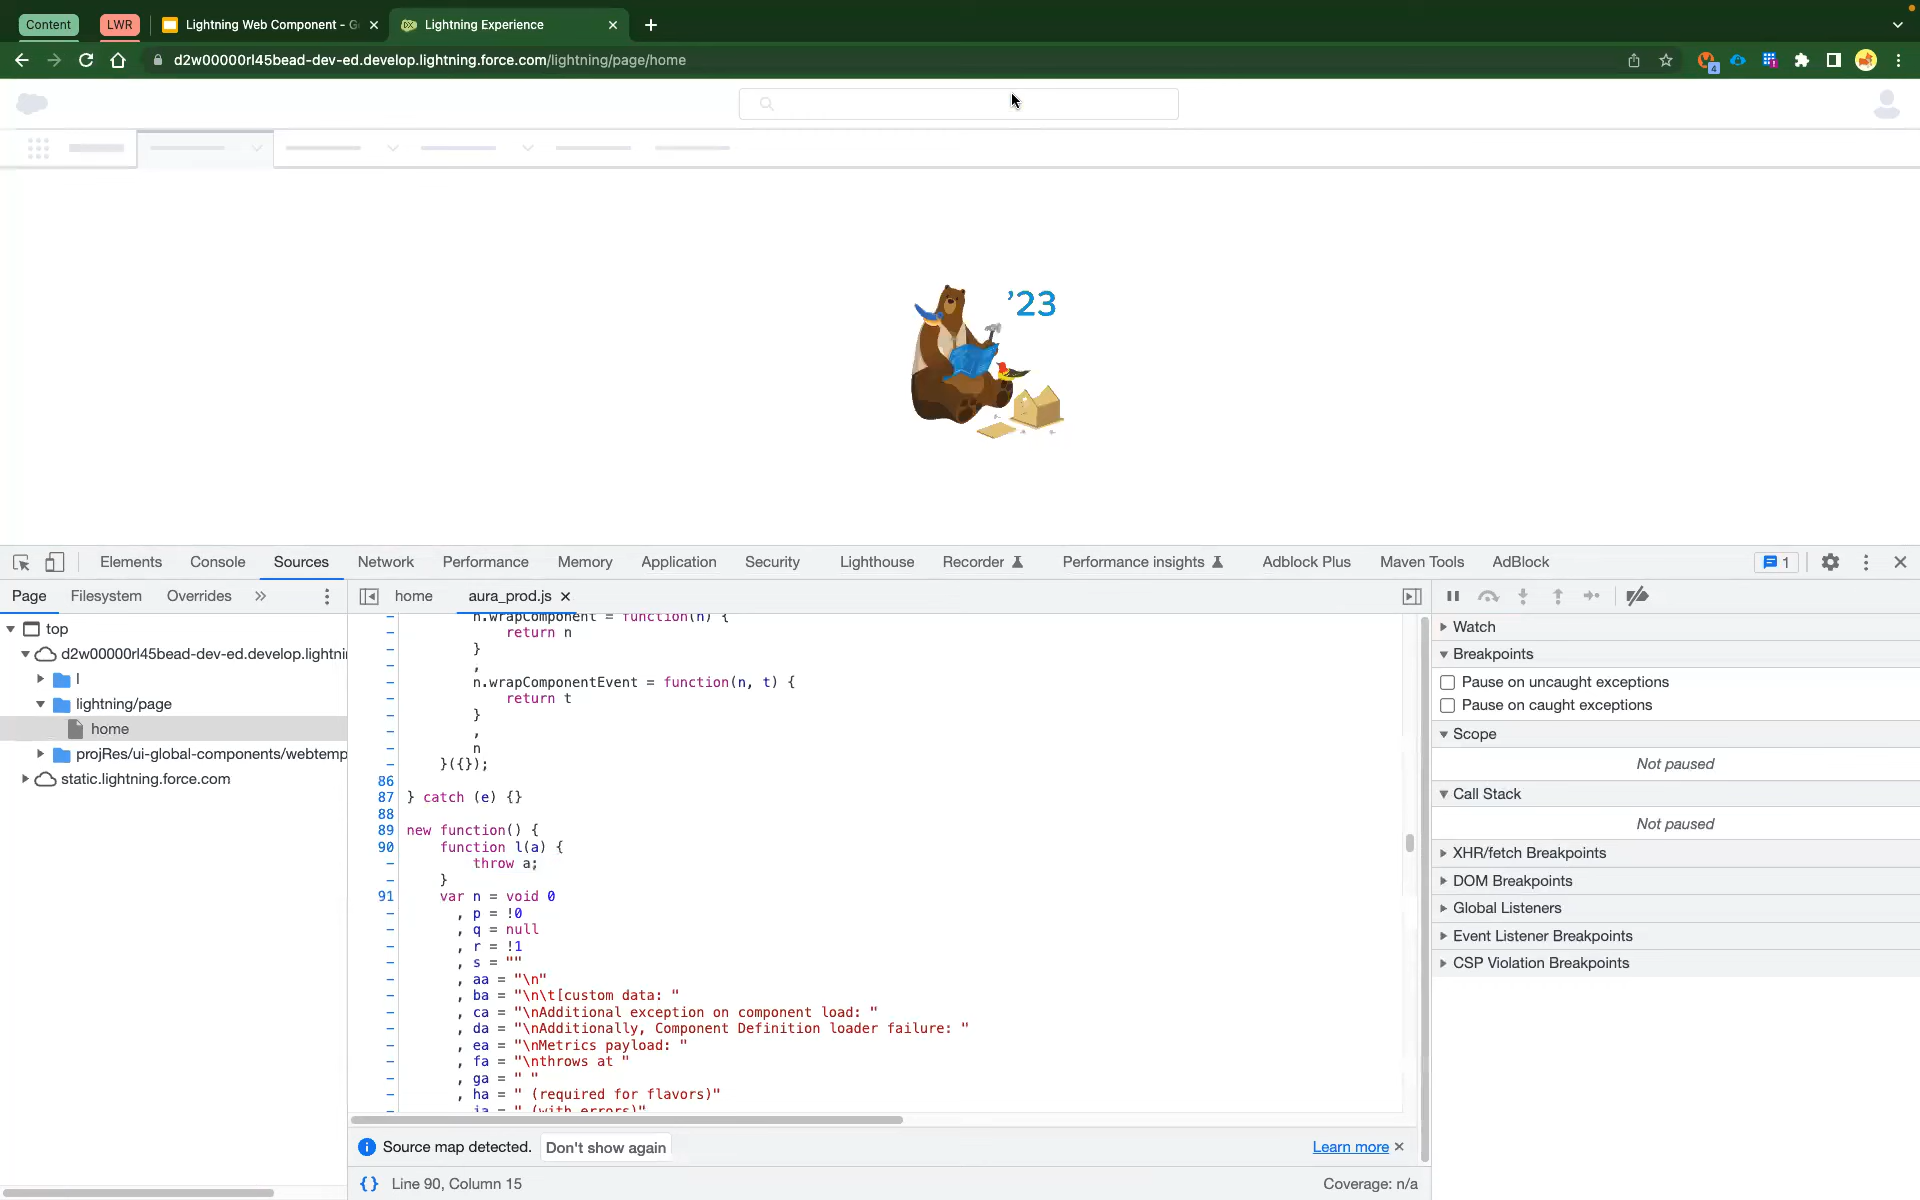 Content
LWR
Lightning Web Component - G
Lightning Experience
d2w00000rl45bead-dev-ed.develop.lightning.force.com/lightning/page/home
4
'23
Elements
Console
Sources
Network
Performance
Memory
Application
Security
Lighthouse
Recorder
Performance insights
Adblock Plus
Maven Tools
AdBlock
1
Page
Filesystem
Overrides
home
aura_prod.js
top
d2w00000rl45bead-dev-ed.develop.lightni
l
lightning/page
home
projRes/ui-global-components/webtemp
static.lightning.force.com
n.wrapComponent = function(n) {
return n
}
,
n.wrapComponentEvent = function(n, t) {
return t
}
,
n
}({});
86
87 } catch (e) {}
88
89 new function() {
90 function l(a) {
throw a;
}
91 var n = void 0
, p = !0
, q = null
, r = !1
, s = ""
, aa = "\n"
, ba = "\n\t[custom data: "
, ca = "\nAdditional exception on component load: "
, da = "\nAdditionally, Component Definition loader failure: "
, ea = "\nMetrics payload: "
, fa = "\nthrows at "
, ga = " "
, ha = " (required for flavors)"
, ia = " (with errors)"
Source map detected.
Don't show again
Learn more
{} Line 90, Column 15
Coverage: n/a
Watch
Breakpoints
Pause on uncaught exceptions
Pause on caught exceptions
Scope
Not paused
Call Stack
Not paused
XHR/fetch Breakpoints
DOM Breakpoints
Global Listeners
Event Listener Breakpoints
CSP Violation Breakpoints